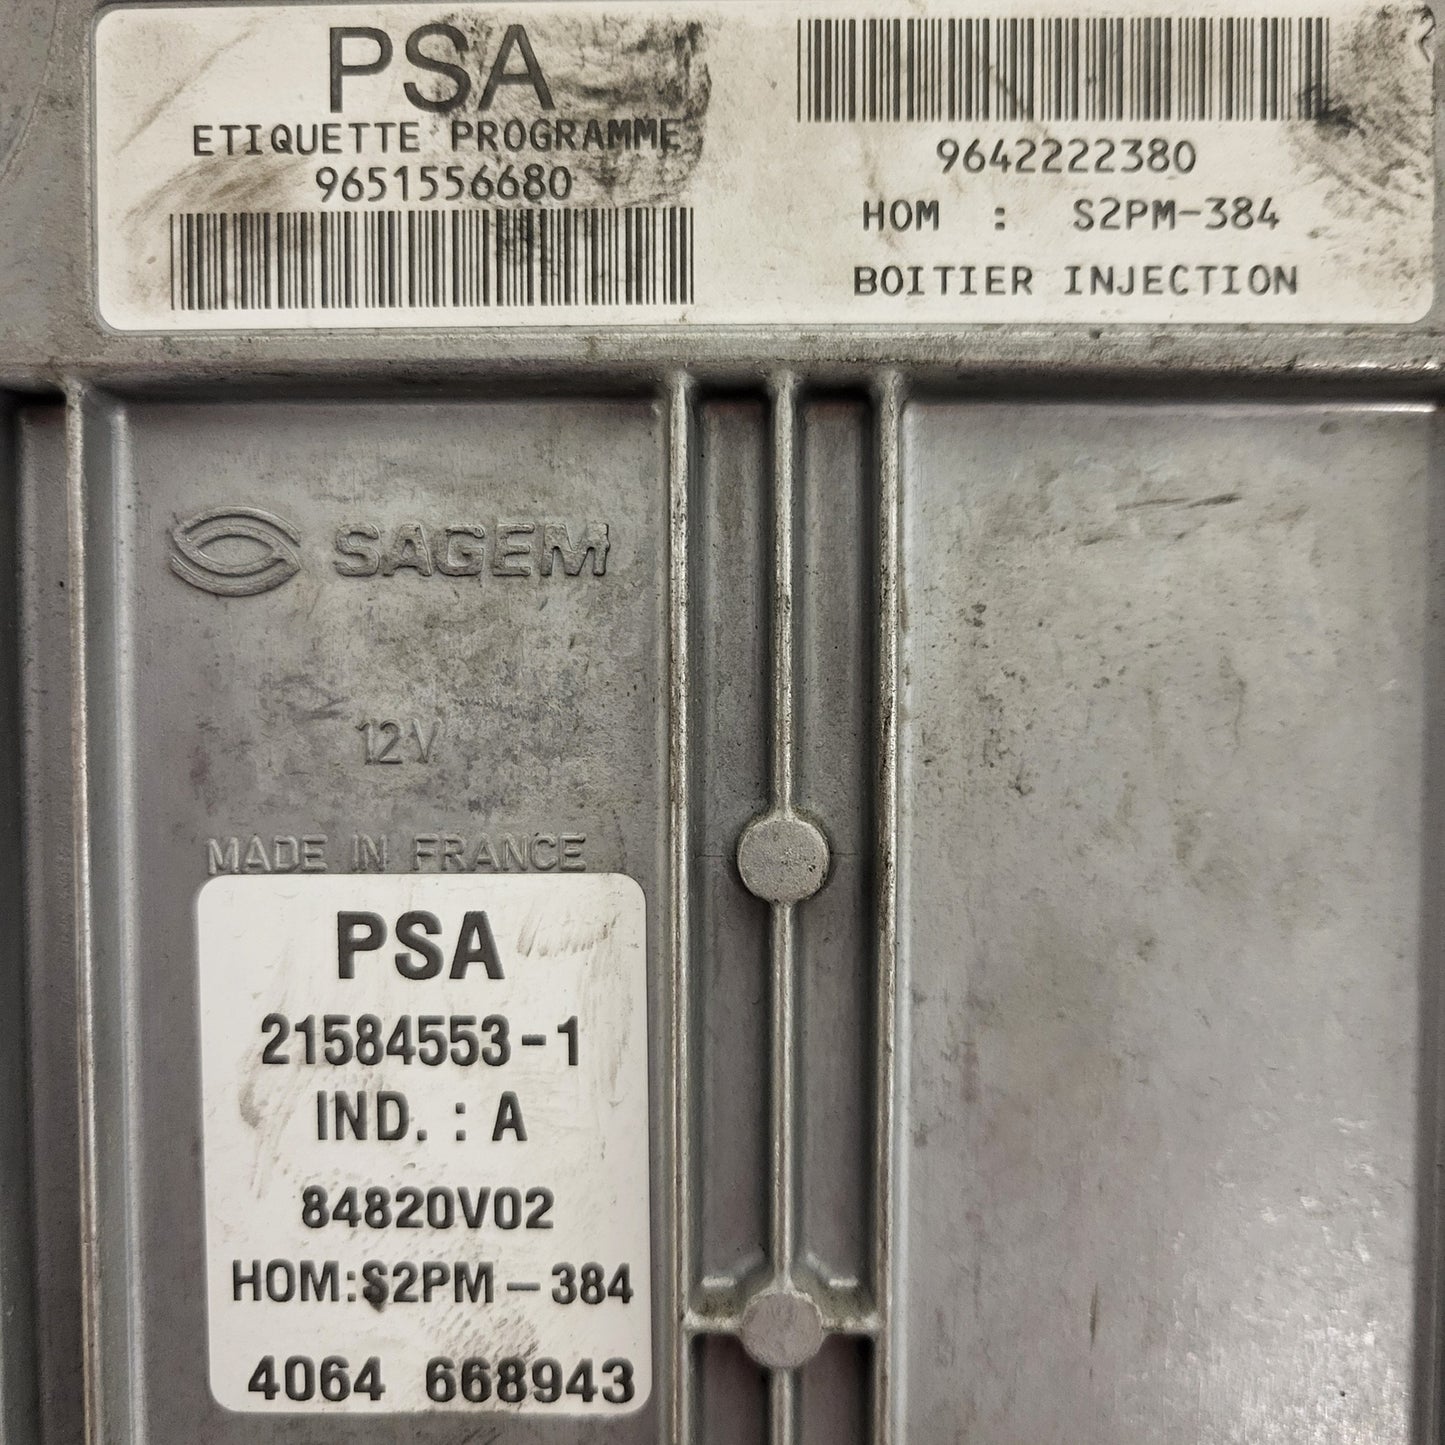 PSA
ETIQUETTE PROGRAMME
9651556680
9642222380
HOM : S2PM-384
BOITIER INJECTION
SAGEM
12V
MADE IN FRANCE
PSA
21584553-1
IND. : A
84820V02
HOM:S2PM-384
4064 668943